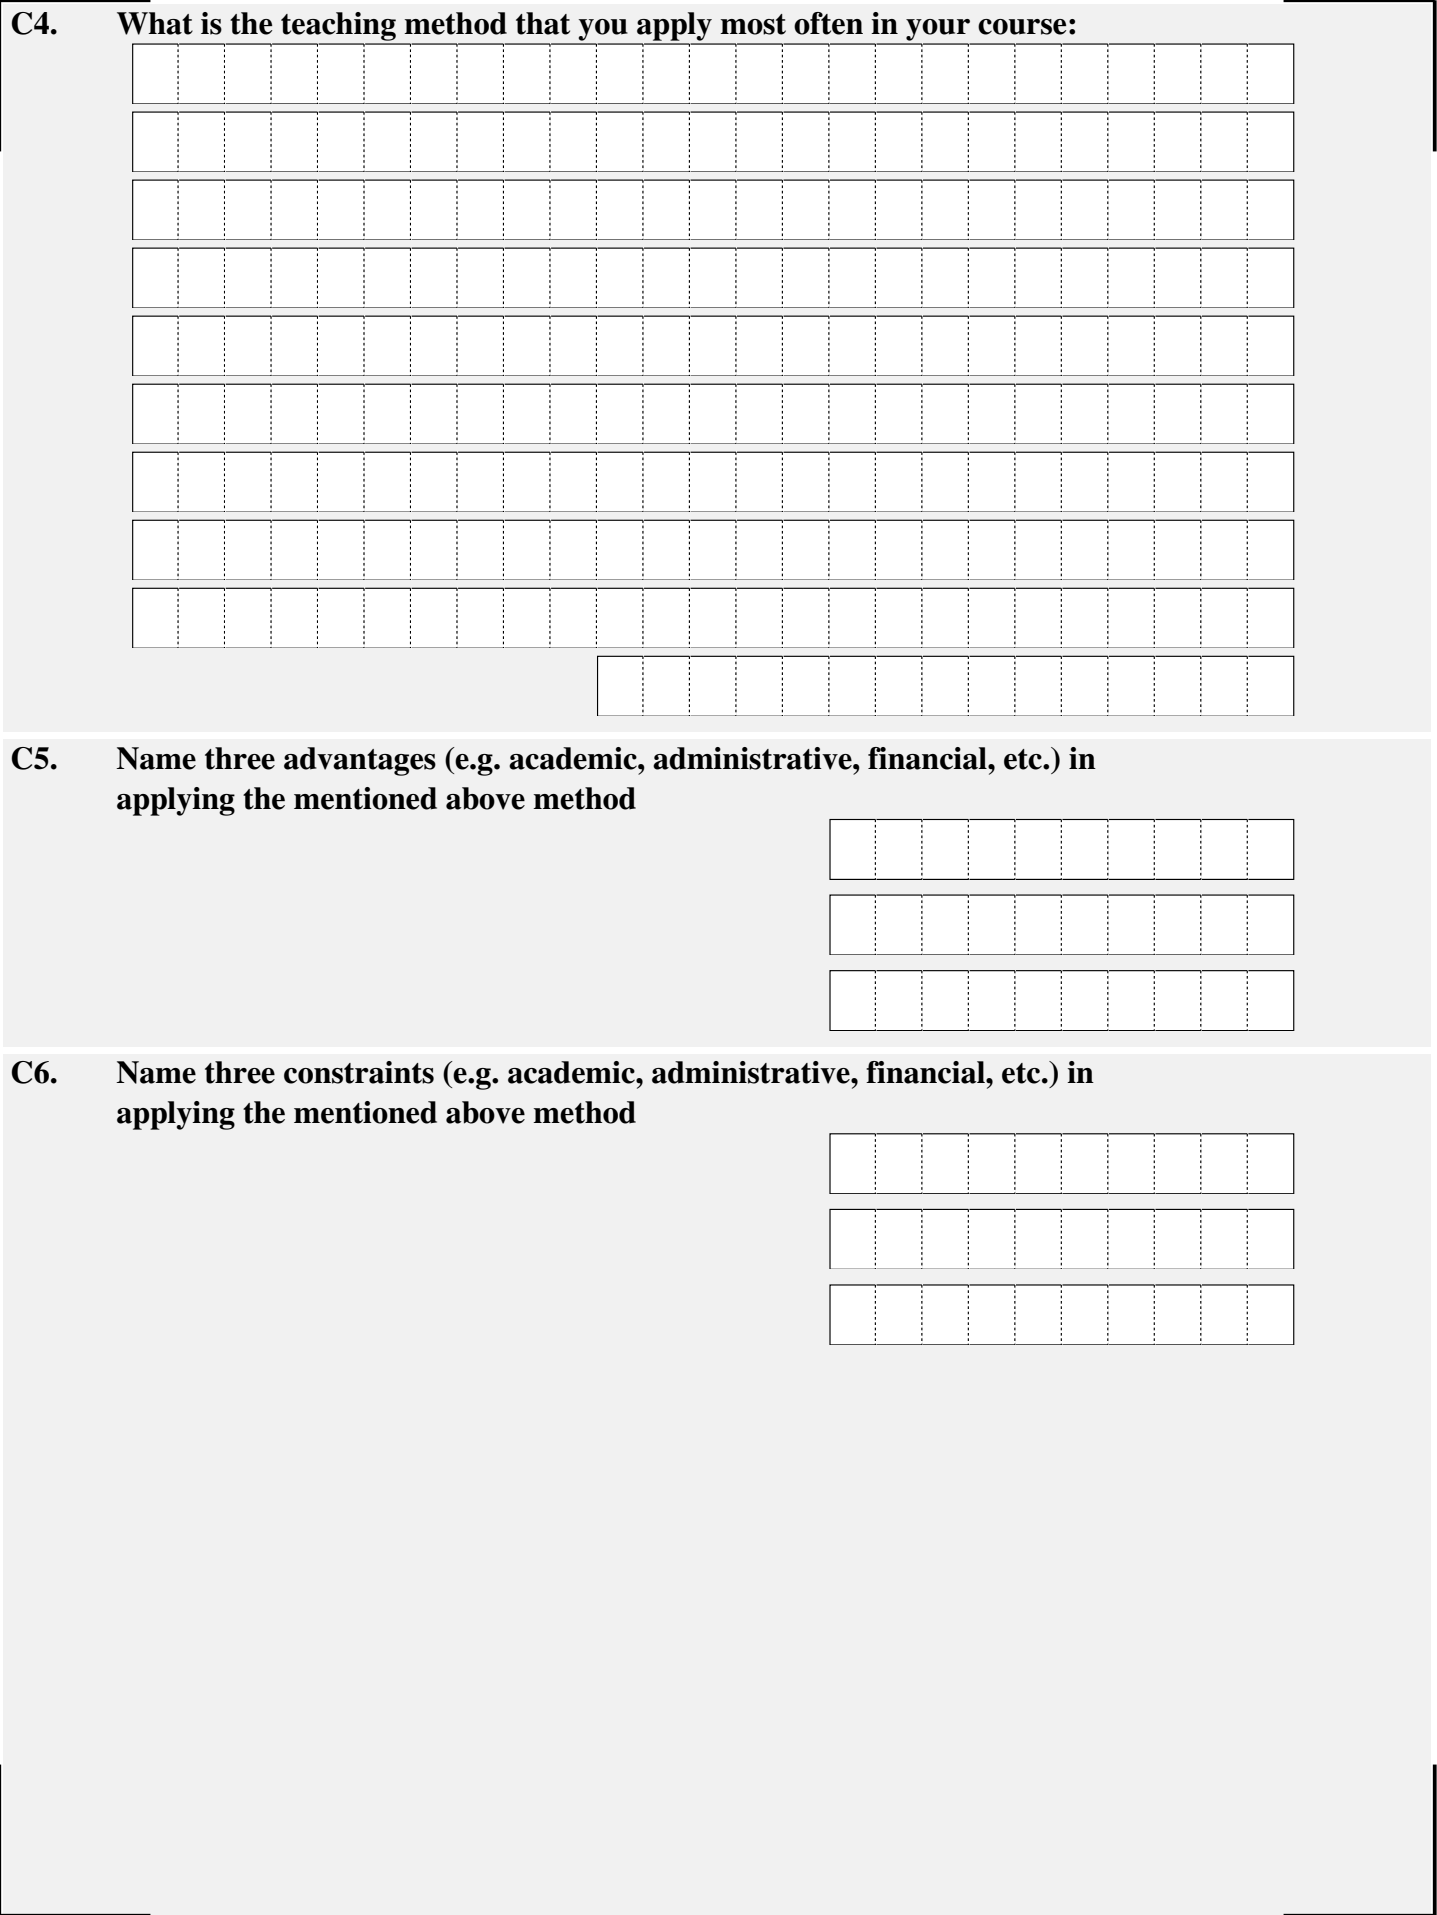 C4. What is the teaching method that you apply most often in your course:
C5. Name three advantages (e.g. academic, administrative, financial, etc.) in
applying the mentioned above method
C6. Name three constraints (e.g. academic, administrative, financial, etc.) in
applying the mentioned above method